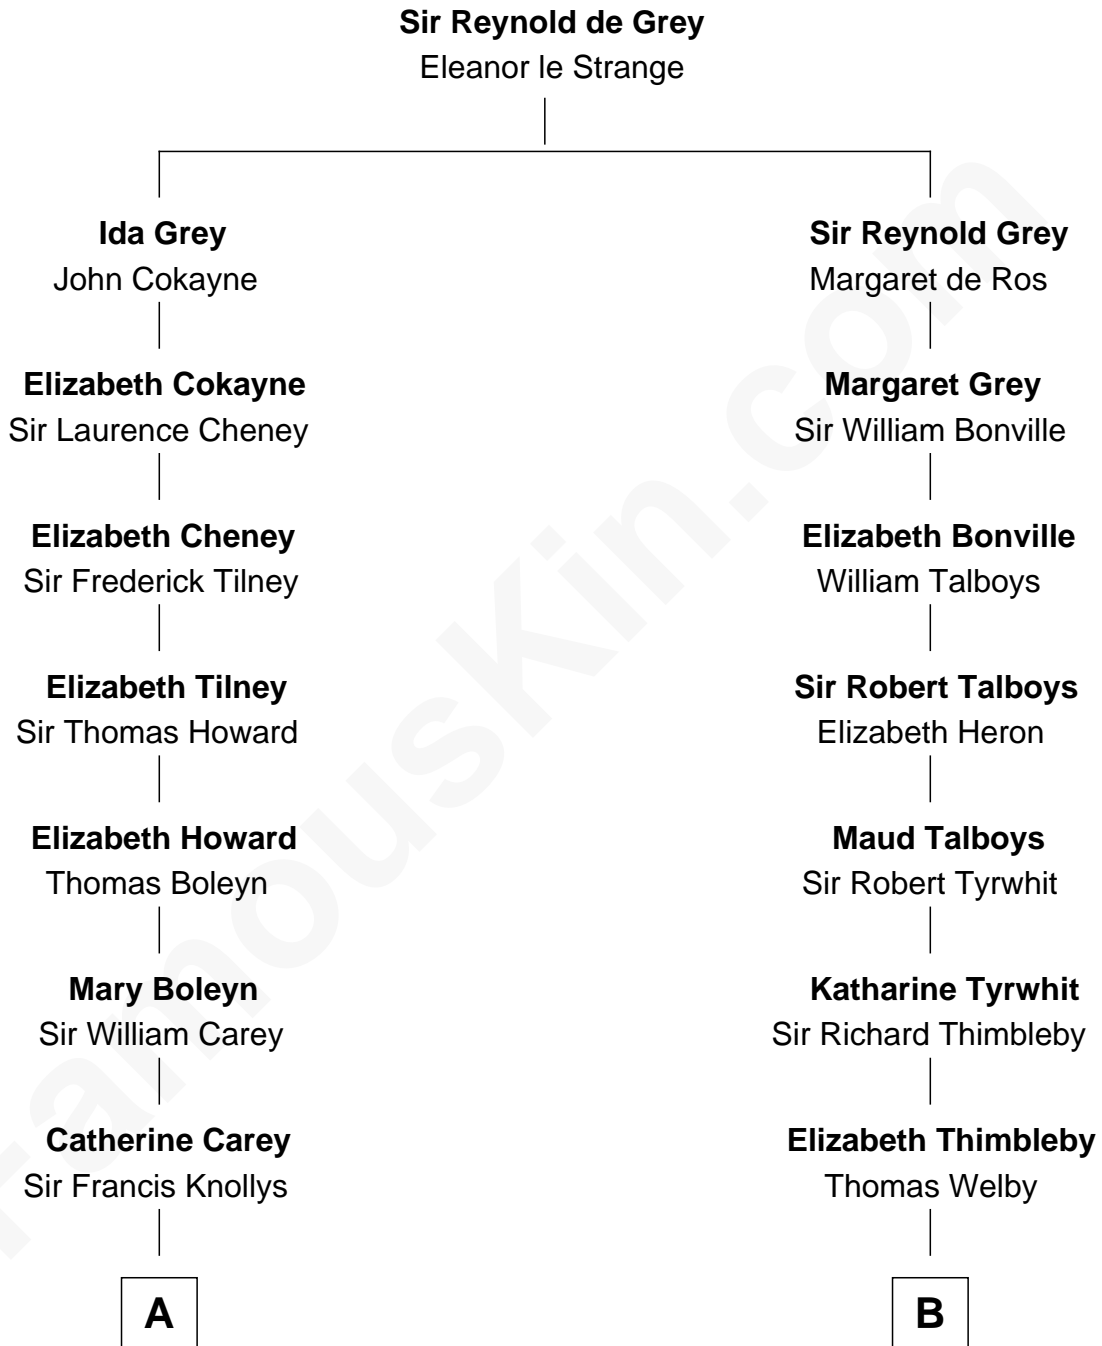 Sir Reynold de Grey
Eleanor le Strange
Ida Grey
John Cokayne
Sir Reynold Grey
Margaret de Ros
Elizabeth Cokayne
Sir Laurence Cheney
Margaret Grey
Sir William Bonville
Elizabeth Cheney
Sir Frederick Tilney
Elizabeth Bonville
William Talboys
Elizabeth Tilney
Sir Thomas Howard
Sir Robert Talboys
Elizabeth Heron
Elizabeth Howard
Thomas Boleyn
Maud Talboys
Sir Robert Tyrwhit
Mary Boleyn
Sir William Carey
Katharine Tyrwhit
Sir Richard Thimbleby
Catherine Carey
Sir Francis Knollys
Elizabeth Thimbleby
Thomas Welby
A
B
FamousKin.com